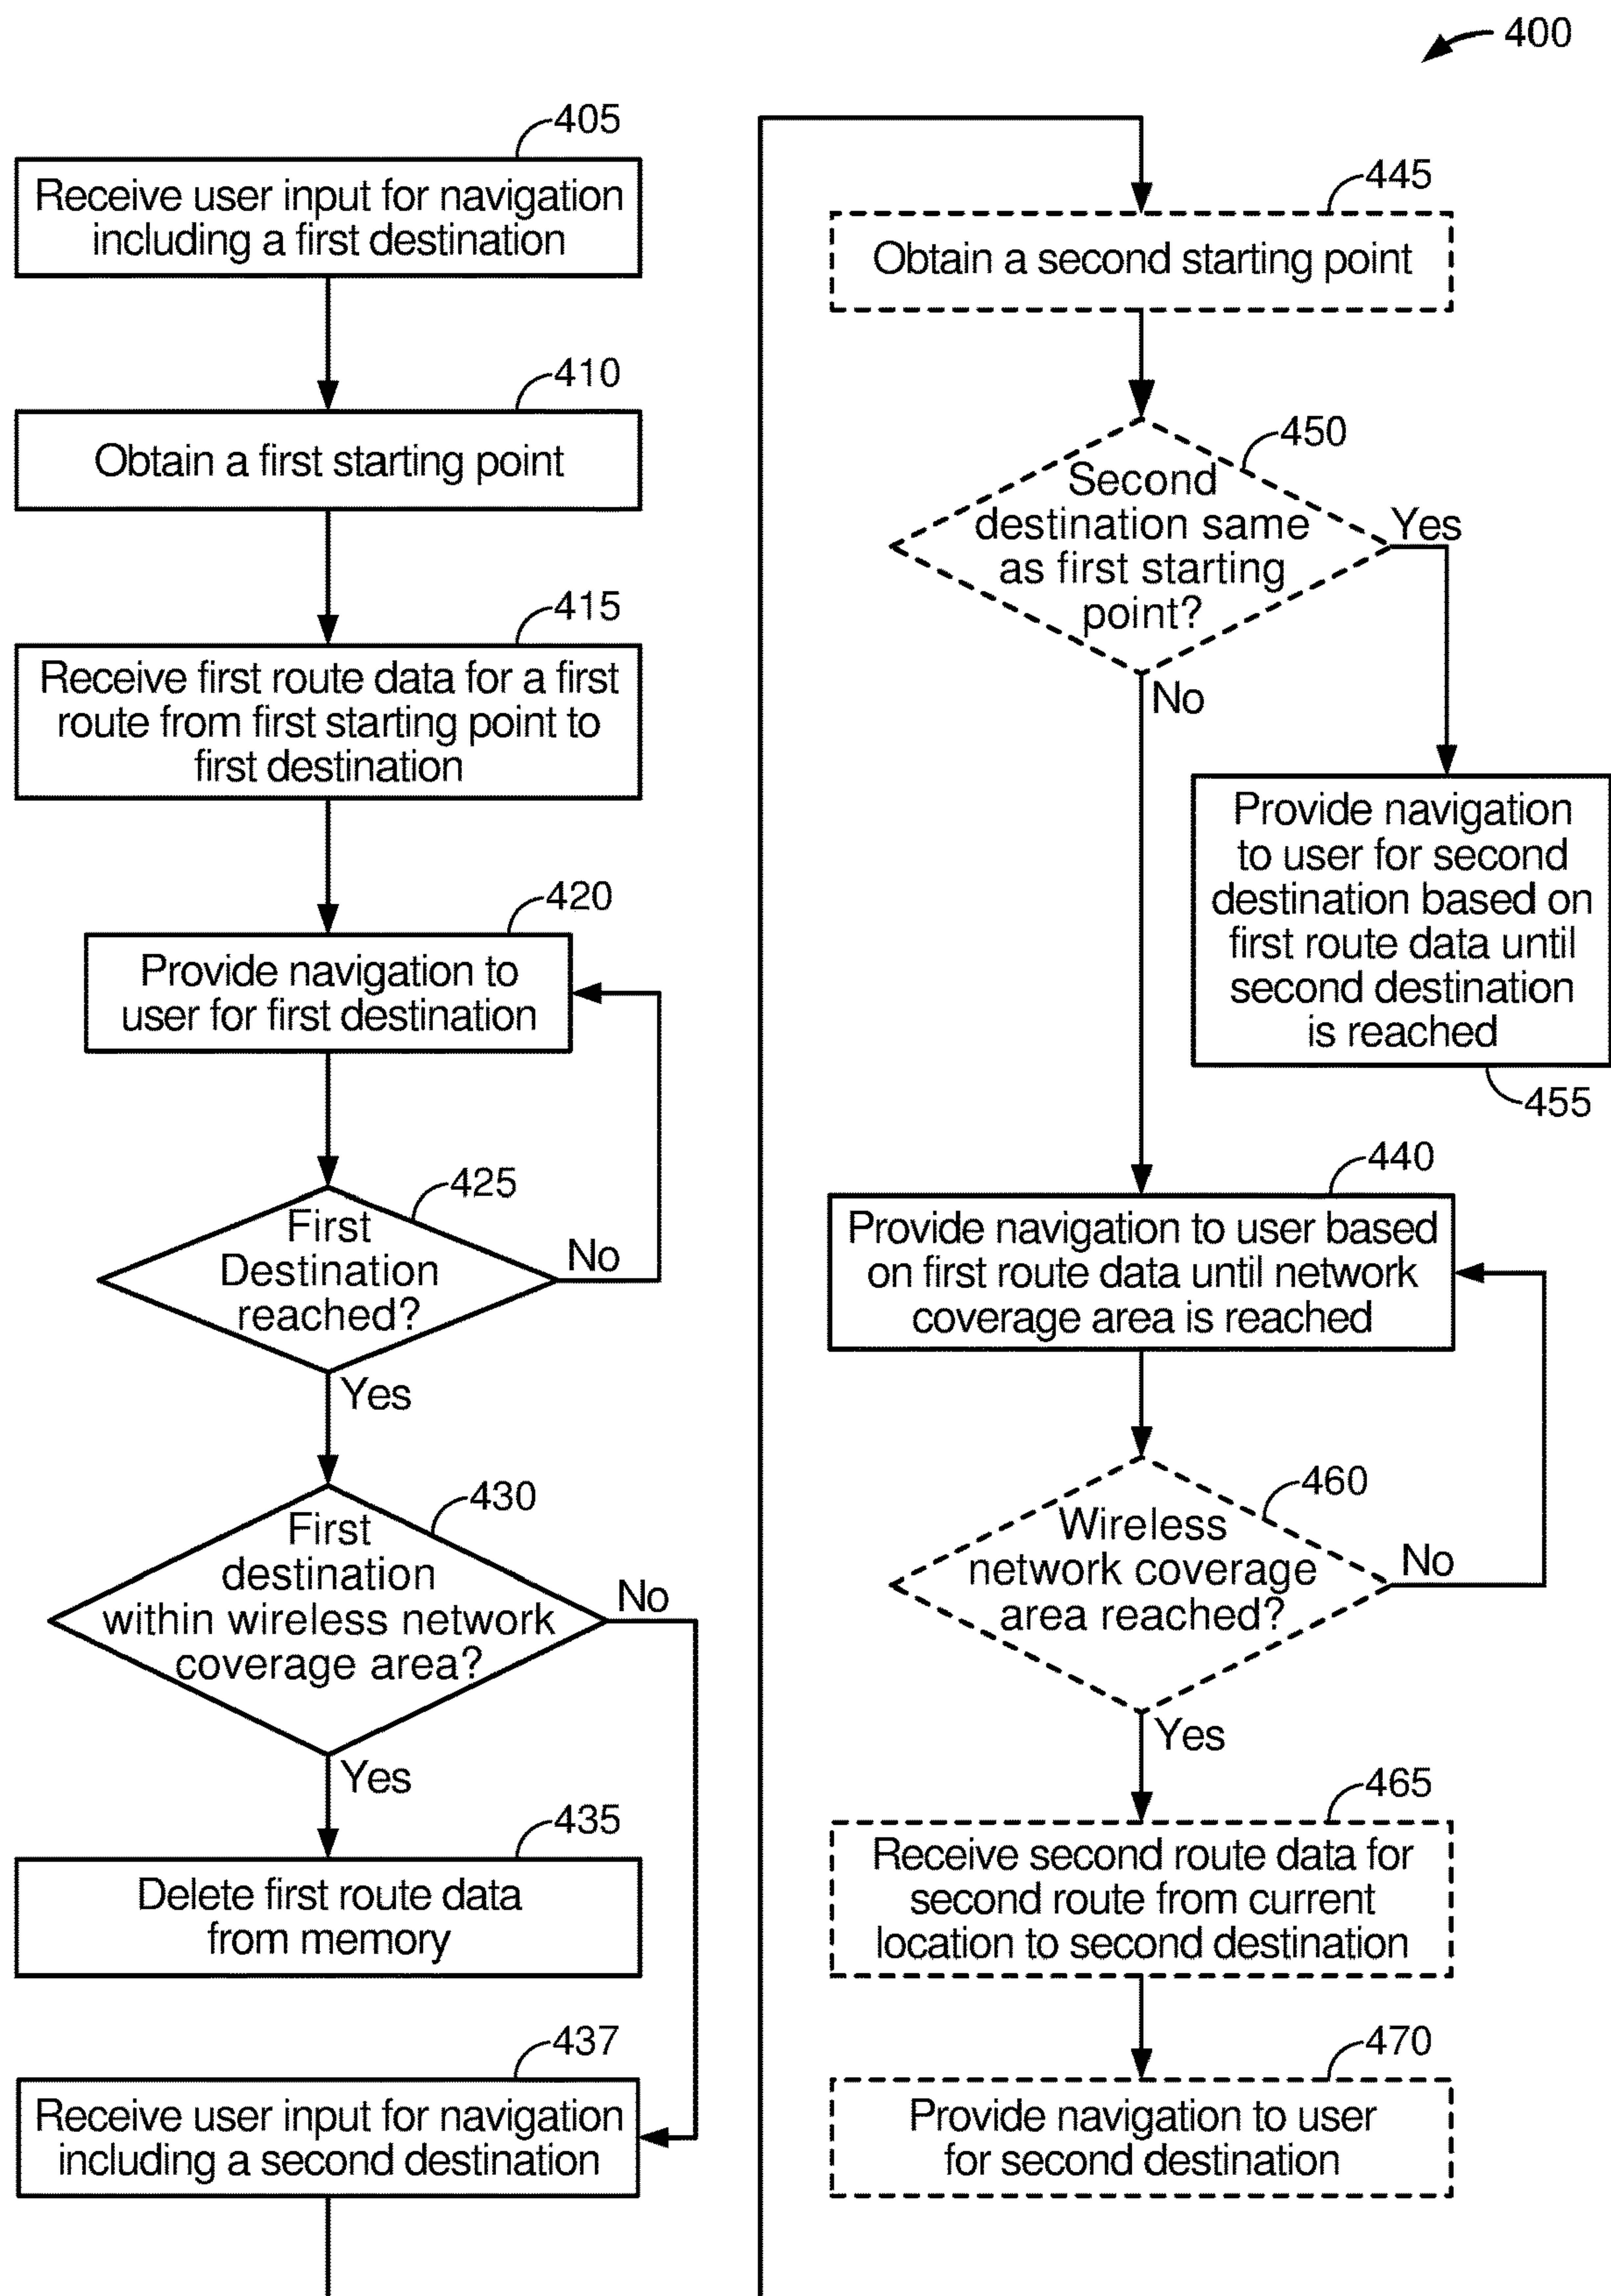 400
405
Receive user input for navigation
including a first destination
410
Obtain a first starting point
415
Receive first route data for a first
route from first starting point to
first destination
420
Provide navigation to
user for first destination
425
First
Destination
reached?
No
Yes
430
First
destination
within wireless network
coverage area?
No
Yes
435
Delete first route data
from memory
437
Receive user input for navigation
including a second destination
445
Obtain a second starting point
450
Second
destination same
as first starting
point?
Yes
No
Provide navigation
to user for second
destination based on
first route data until
second destination
is reached
455
440
Provide navigation to user based
on first route data until network
coverage area is reached
460
Wireless
network coverage
area reached?
No
Yes
465
Receive second route data for
second route from current
location to second destination
470
Provide navigation to user
for second destination